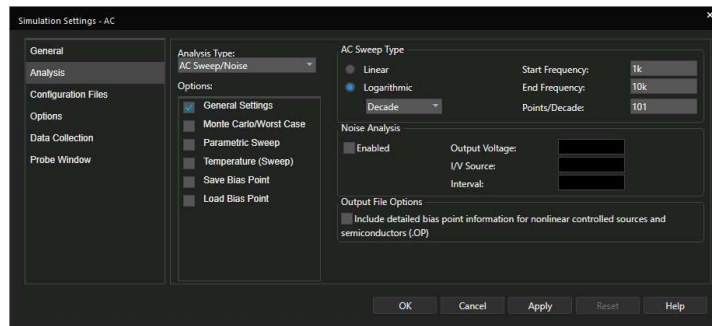 Simulation Settings - AC
×
General
Analysis
Configuration Files
Options
Data Collection
Probe Window
Analysis Type:
AC Sweep/Noise
Options:
General Settings
Monte Carlo/Worst Case
Parametric Sweep
Temperature (Sweep)
Save Bias Point
Load Bias Point
AC Sweep Type
Linear
Logarithmic
Decade
Start Frequency: 1k
End Frequency: 10k
Points/Decade: 101
Noise Analysis
Enabled
Output Voltage:
I/V Source:
Interval:
Output File Options
Include detailed bias point information for nonlinear controlled sources and
semiconductors (.OP)
OK Cancel Apply Reset Help